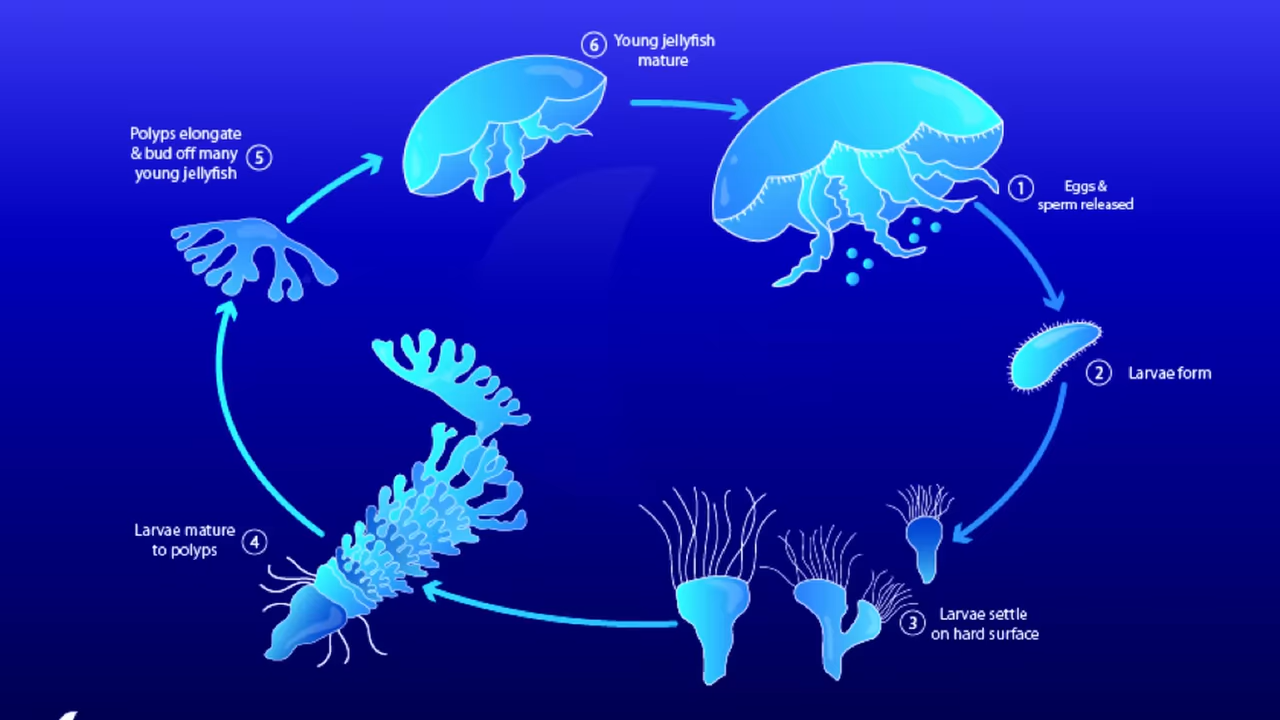 6 Young jellyfish
mature
Polyps elongate
& bud off many
young jellyfish 5
1 Eggs &
sperm released
2 Larvae form
Larvae mature
to polyps 4
3 Larvae settle
on hard surface